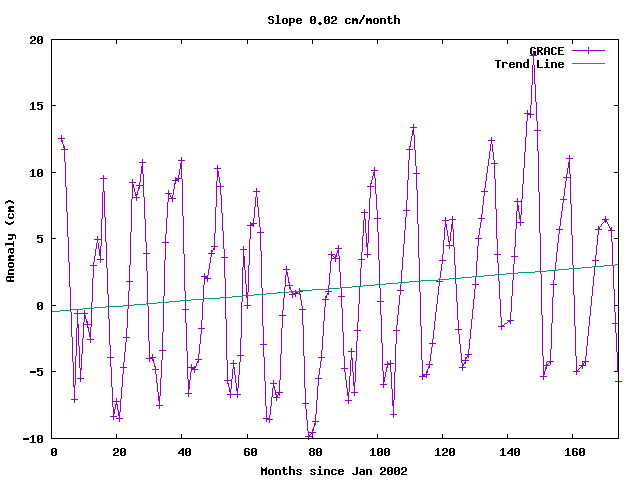 Slope 0.02 cm/month
GRACE
Trend Line
20
15
10
5
0
-5
-10
Anomaly (cm)
0 20 40 60 80 100 120 140 160
Months since Jan 2002